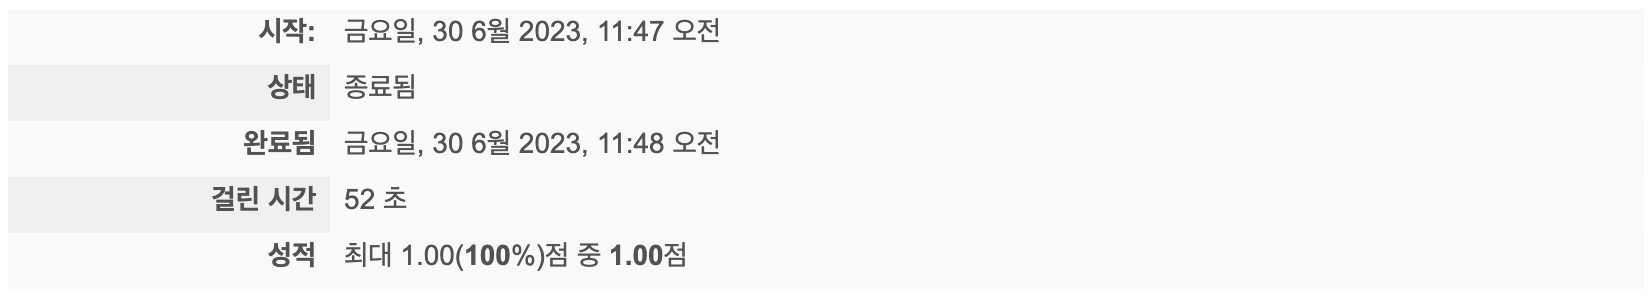 시작: 금요일, 30 6월 2023, 11:47 오전
상태 종료됨
완료됨 금요일, 30 6월 2023, 11:48 오전
걸린 시간 52 초
성적 최대 1.00(100%)점 중 1.00점